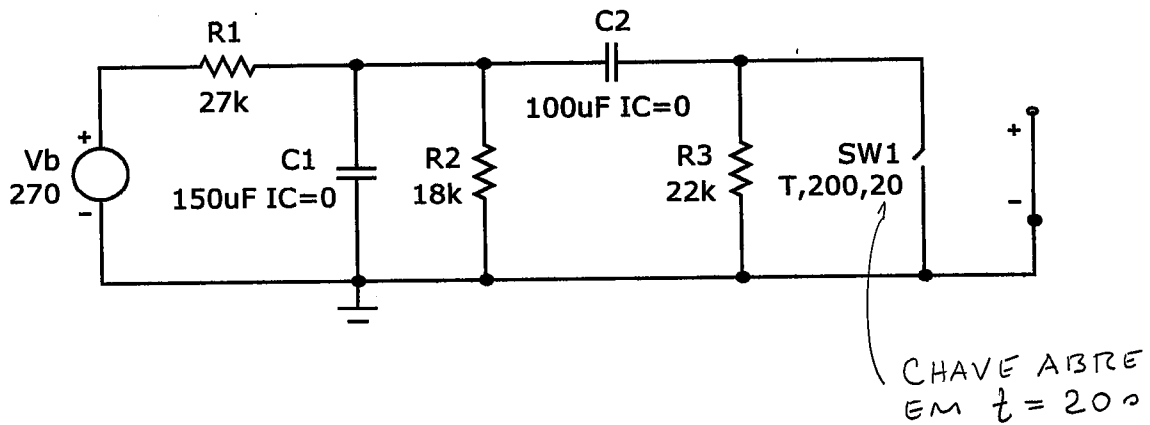 C2
R1
27k
100uF IC=0
+
Vb
270
-
C1
150uF IC=0
R2
18k
R3
22k
SW1
T,200,20
+
-
CHAVE ABRE
EM t = 20s